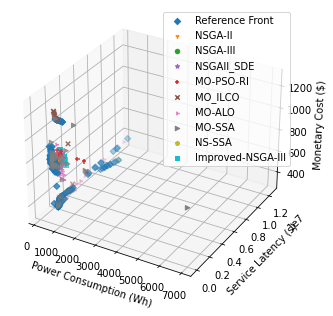 Reference Front
NSGA-II
NSGA-III
NSGAII_SDE
MO-PSO-RI
MO_ILCO
MO-ALO
MO-SSA
NS-SSA
Improved-NSGA-III
1200
1000
800
600
400
Monetary Cost ($)
0
1000
2000
3000
4000
5000
6000
7000
Power Consumption (Wh)
0.0
0.2
0.4
0.6
0.8
1.0
1.2
Service Latency (s)
1e7